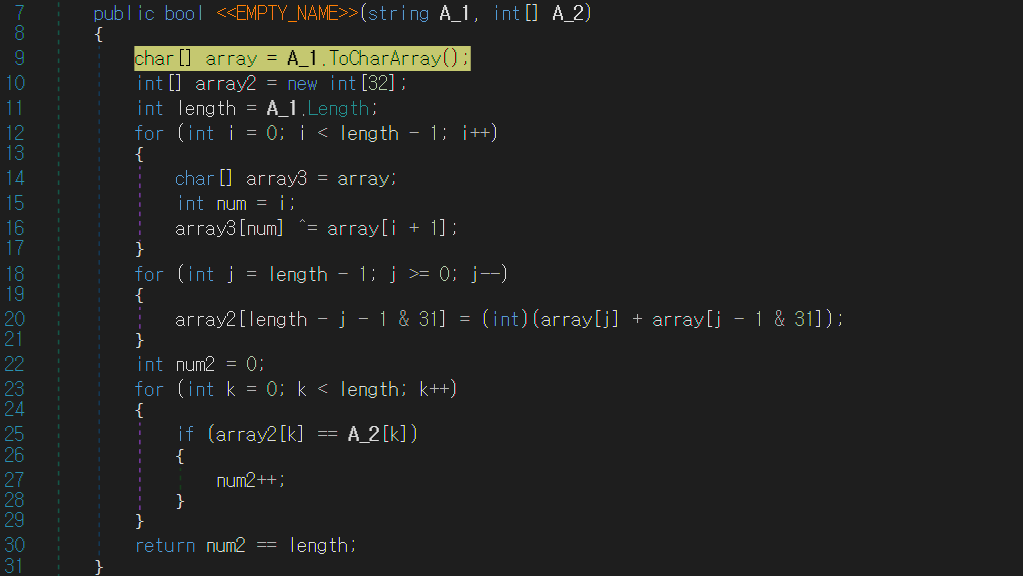 7 public bool <<EMPTY_NAME>>(string A_1, int[] A_2)
8 {
9 char[] array = A_1.ToCharArray();
10 int[] array2 = new int[32];
11 int length = A_1.Length;
12 for (int i = 0; i < length - 1; i++)
13 {
14 char[] array3 = array;
15 int num = i;
16 array3[num] ^= array[i + 1];
17 }
18 for (int j = length - 1; j >= 0; j--)
19 {
20 array2[length - j - 1 & 31] = (int)(array[j] + array[j - 1 & 31]);
21 }
22 int num2 = 0;
23 for (int k = 0; k < length; k++)
24 {
25 if (array2[k] == A_2[k])
26 {
27 num2++;
28 }
29 }
30 return num2 == length;
31 }